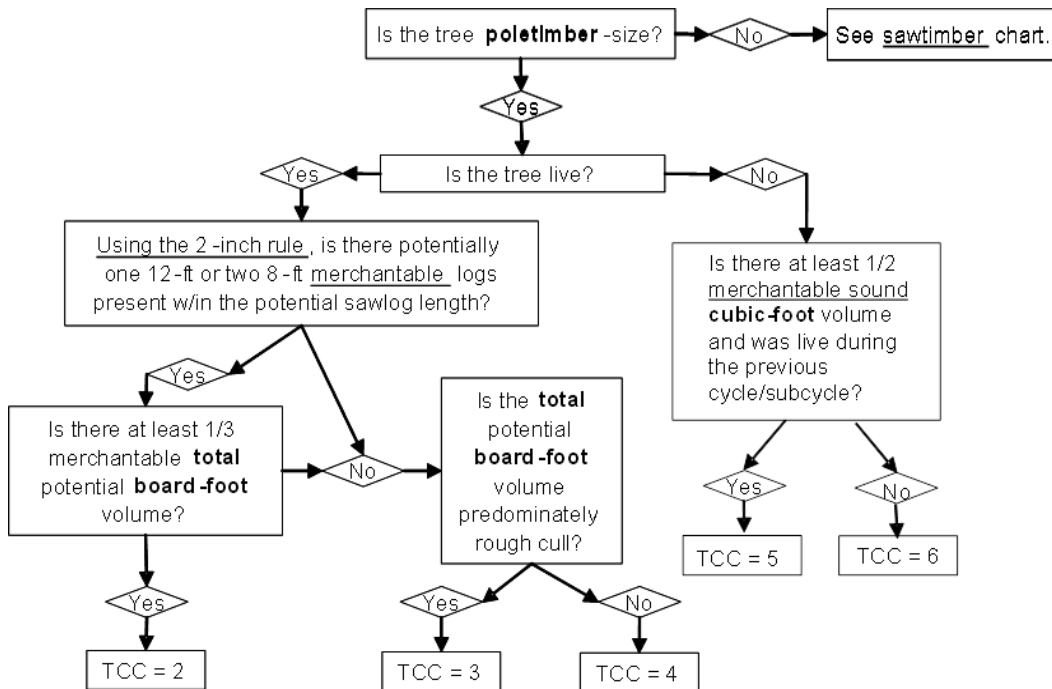 Is the tree poletimber -size?
No
See sawtimber chart.
Yes
Is the tree live?
Yes
No
Using the 2 -inch rule , is there potentially
one 12-ft or two 8 -ft merchantable logs
present w/in the potential sawlog length?
Is there at least 1/2
merchantable sound
cubic-foot volume
and was live during
the previous
cycle/subcycle?
Yes
Is there at least 1/3
merchantable total
potential board -foot
volume?
No
Is the total
potential
board -foot
volume
predominately
rough cull?
Yes
No
TCC = 5
TCC = 6
Yes
Yes
No
TCC = 2
TCC = 3
TCC = 4